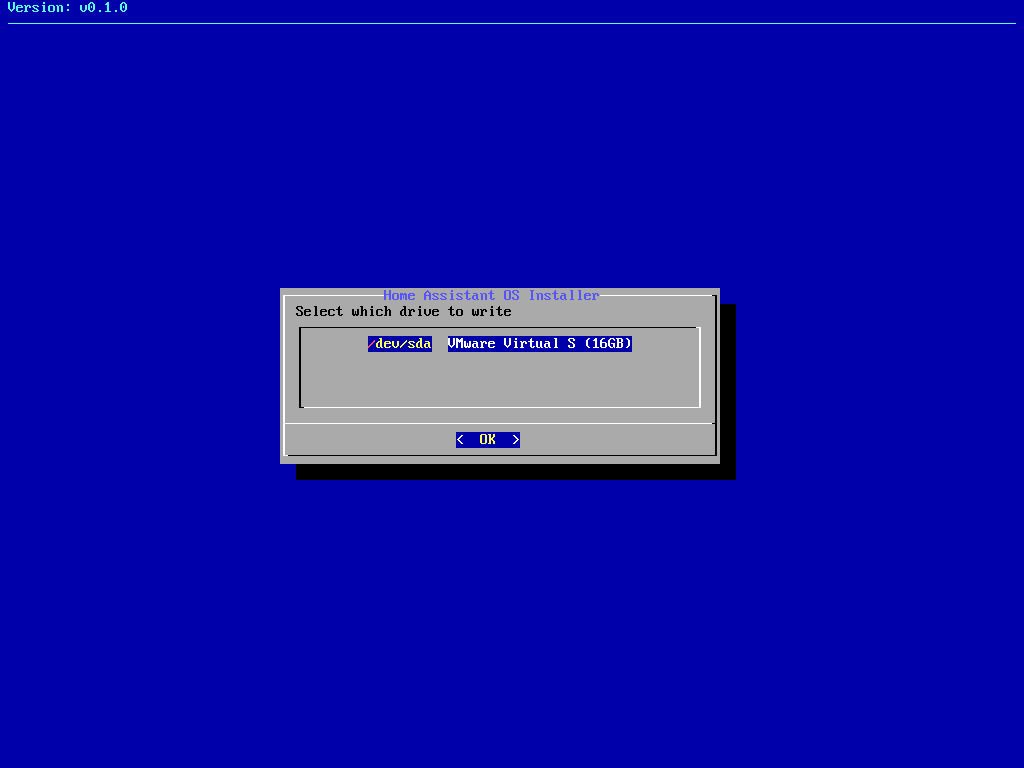 Version: v0.1.0
Home Assistant OS Installer
Select which drive to write
/dev/sda VMware Virtual S (16GB)
< OK >